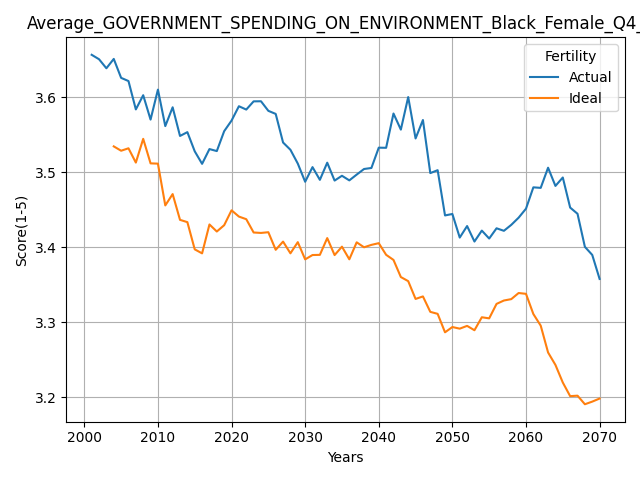 Average_GOVERNMENT_SPENDING_ON_ENVIRONMENT_Black_Female_Q4_
Fertility
Actual
Ideal
Score(1-5)
3.6
3.5
3.4
3.3
3.2
2000 2010 2020 2030 2040 2050 2060 2070
Years